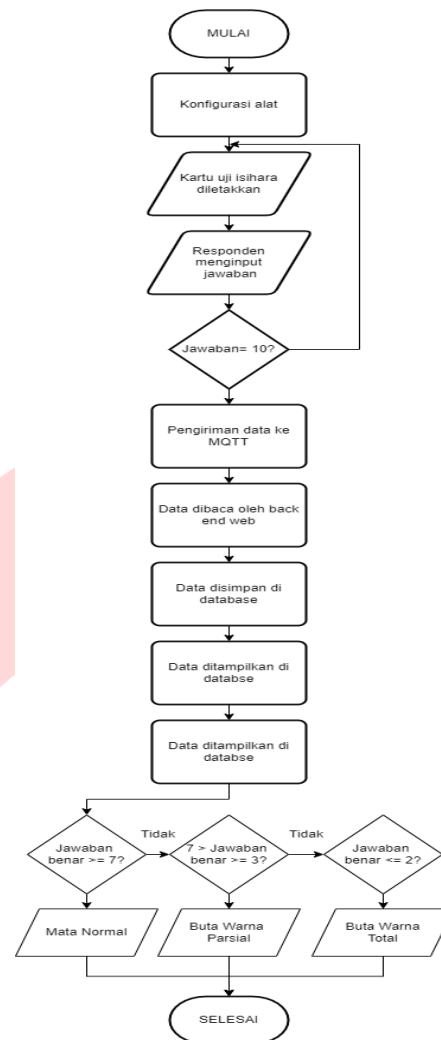 MULAI
Konfigurasi alat
Kartu uji isihara
diletakkan
Responden
menginput
jawaban
Jawaban= 10?
Pengiriman data ke
MQTT
Data dibaca oleh back
end web
Data disimpan di
database
Data ditampilkan di
databse
Data ditampilkan di
databse
Jawaban
benar >= 7?
Tidak
7 > Jawaban
benar >= 3?
Tidak
Jawaban
benar <= 2?
Mata Normal
Buta Warna
Parsial
Buta Warna
Total
SELESAI